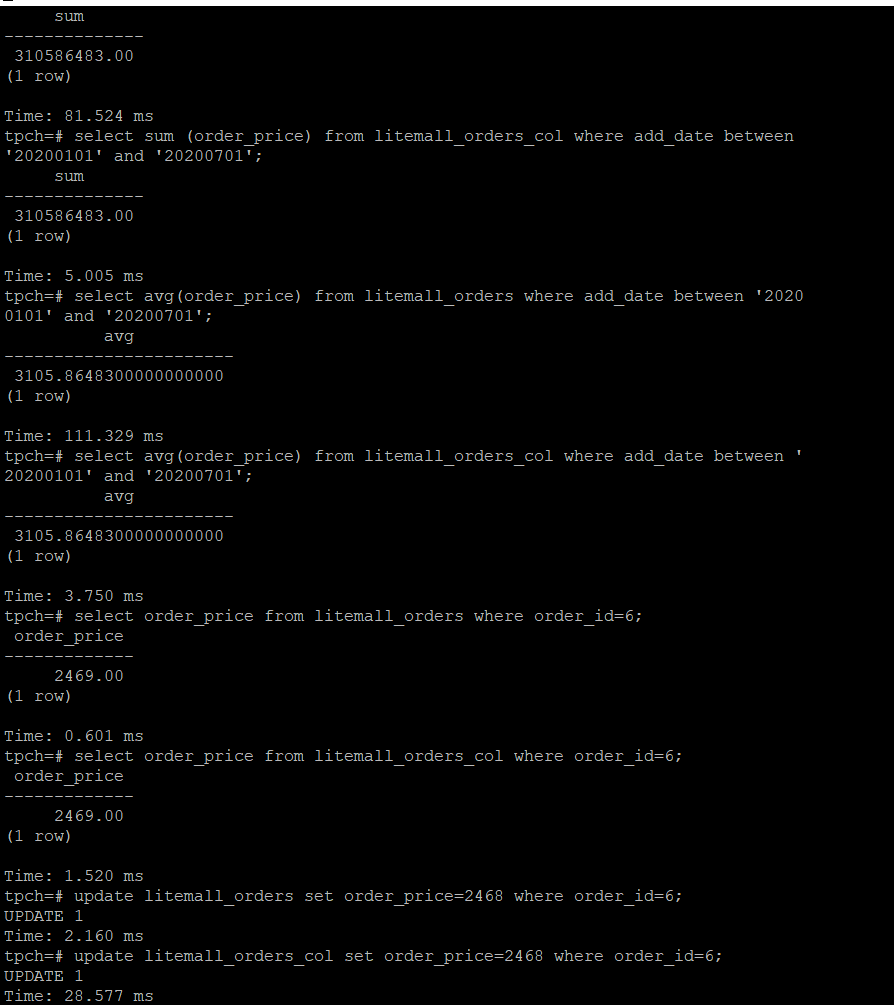 sum
--------------
310586483.00
(1 row)
Time: 81.524 ms
tpch=# select sum (order_price) from litemall_orders_col where add_date between
'20200101' and '20200701';
sum
--------------
310586483.00
(1 row)
Time: 5.005 ms
tpch=# select avg(order_price) from litemall_orders where add_date between '2020
0101' and '20200701';
avg
-----------------------
3105.8648300000000000
(1 row)
Time: 111.329 ms
tpch=# select avg(order_price) from litemall_orders_col where add_date between '
20200101' and '20200701';
avg
-----------------------
3105.8648300000000000
(1 row)
Time: 3.750 ms
tpch=# select order_price from litemall_orders where order_id=6;
order_price
-------------
2469.00
(1 row)
Time: 0.601 ms
tpch=# select order_price from litemall_orders_col where order_id=6;
order_price
-------------
2469.00
(1 row)
Time: 1.520 ms
tpch=# update litemall_orders set order_price=2468 where order_id=6;
UPDATE 1
Time: 2.160 ms
tpch=# update litemall_orders_col set order_price=2468 where order_id=6;
UPDATE 1
Time: 28.577 ms